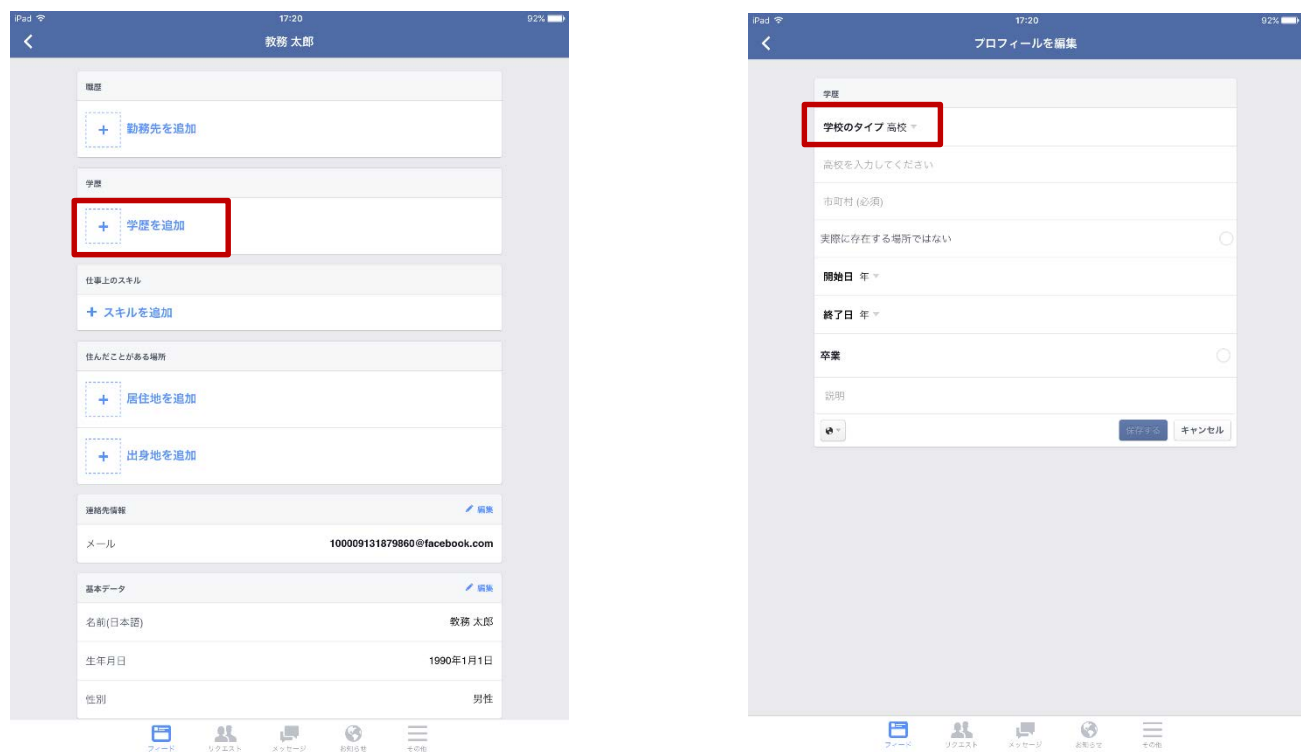 iPad 17:20 92%
教務 太郎
職歴
+ 勤務先を追加
学歴
+ 学歴を追加
仕事上のスキル
+ スキルを追加
住んだことがある場所
+ 居住地を追加
+ 出身地を追加
連絡先情報 編集
メール 100009131879860@facebook.com
基本データ 編集
名前(日本語) 教務 太郎
生年月日 1990年1月1日
性別 男性
フィード リクエスト メッセージ お知らせ その他
iPad 17:20 92%
プロフィールを編集
学歴
学校のタイプ 高校
高校を入力してください
市町村 (必須)
実際に存在する場所ではない
開始日 年
終了日 年
卒業
説明
保存する キャンセル
フィード リクエスト メッセージ お知らせ その他